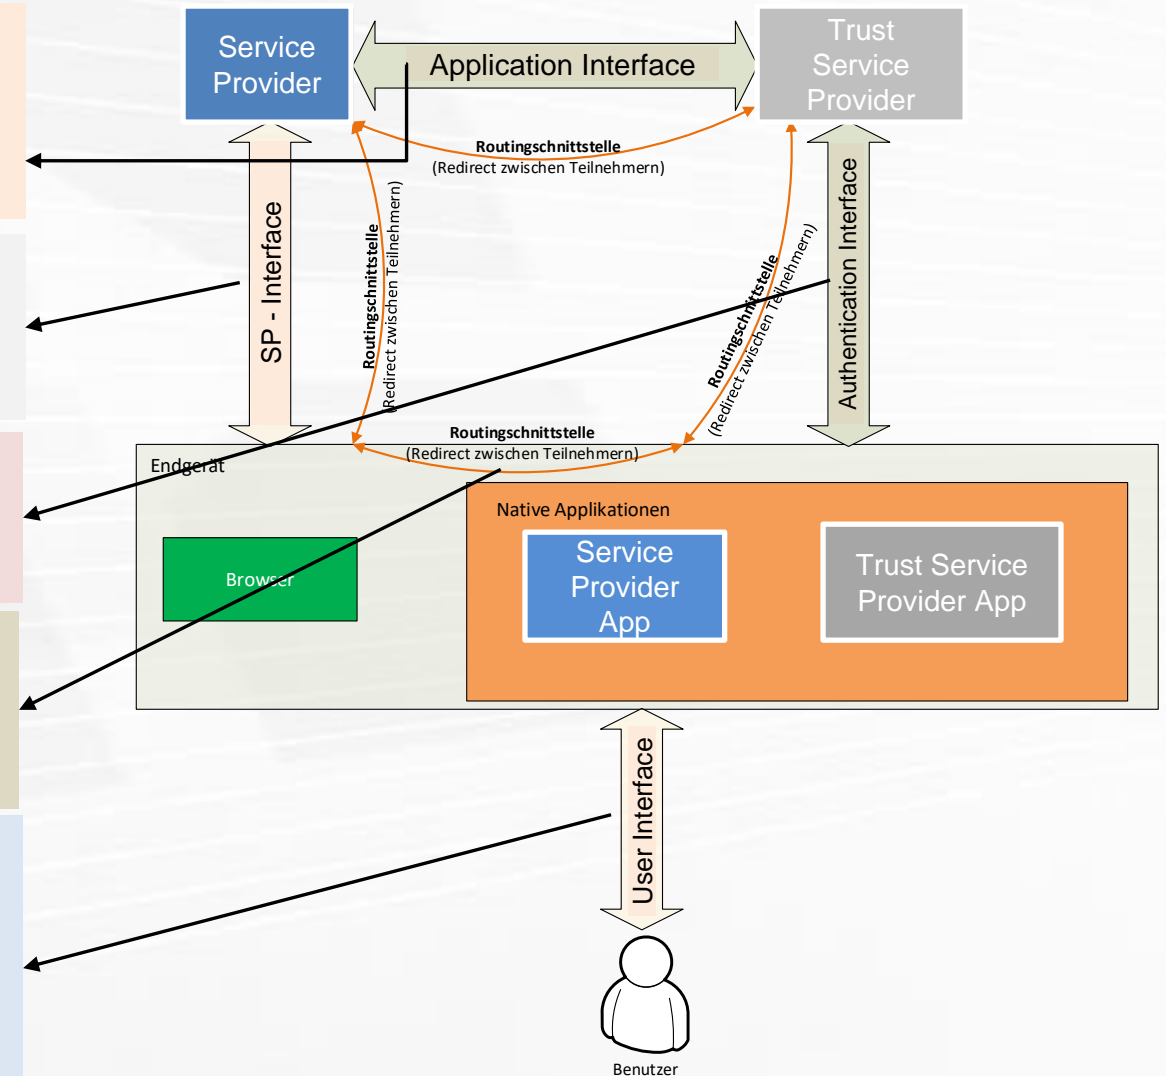 Service
Provider
Application Interface
Trust
Service
Provider
Routingschnittstelle
(Redirect zwischen Teilnehmern)
SP - Interface
Routingschnittstelle
(Redirect zwischen Teilnehmern)
Routingschnittstelle
(Redirect zwischen Teilnehmern)
Authentication Interface
Routingschnittstelle
(Redirect zwischen Teilnehmern)
Endgerät
Native Applikationen
Browser
Service
Provider
App
Trust Service
Provider App
User Interface
Benutzer